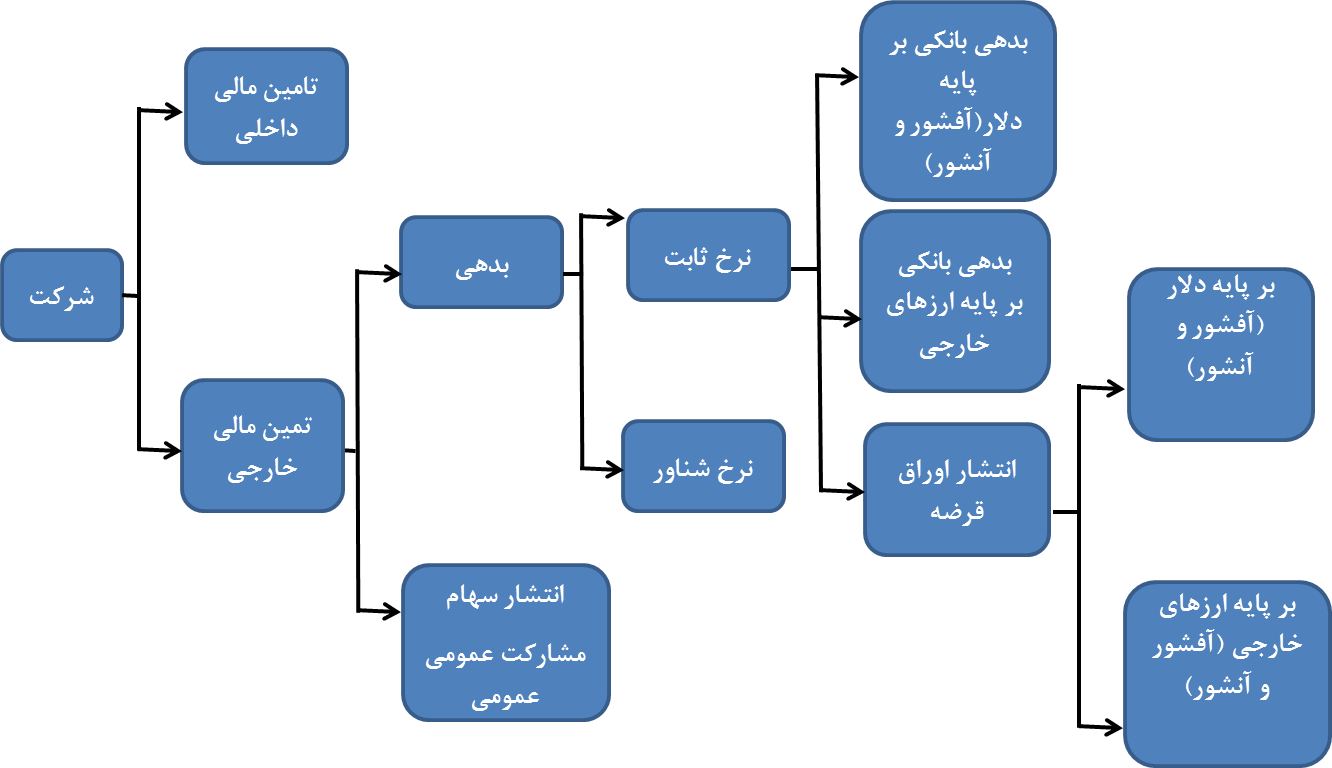 شرکت
تامین مالی
داخلی
تمین مالی
خارجی
بدهی
انتشار سهام
مشارکت عمومی
عمومی
نرخ ثابت
نرخ شناور
بدهی بانکی بر
پایه
دلار(آفشور و
آنشور)
بدهی بانکی
بر پایه ارزهای
خارجی
انتشار اوراق
قرضه
بر پایه دلار
(آفشور و
آنشور)
بر پایه ارزهای
خارجی (آفشور
و آنشور)